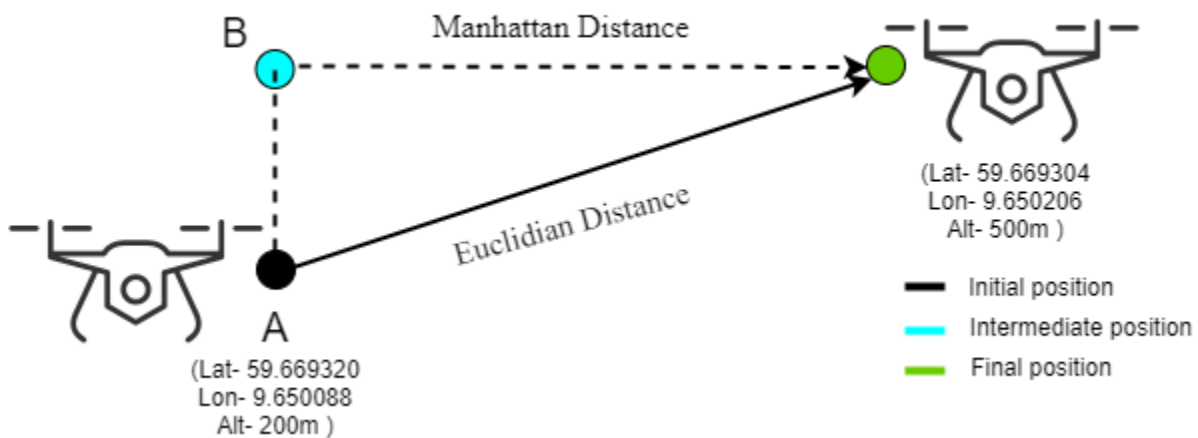 B
Manhattan Distance
(Lat- 59.669304
Lon- 9.650206
Alt- 500m )
Euclidian Distance
A
(Lat- 59.669320
Lon- 9.650088
Alt- 200m )
Initial position
Intermediate position
Final position